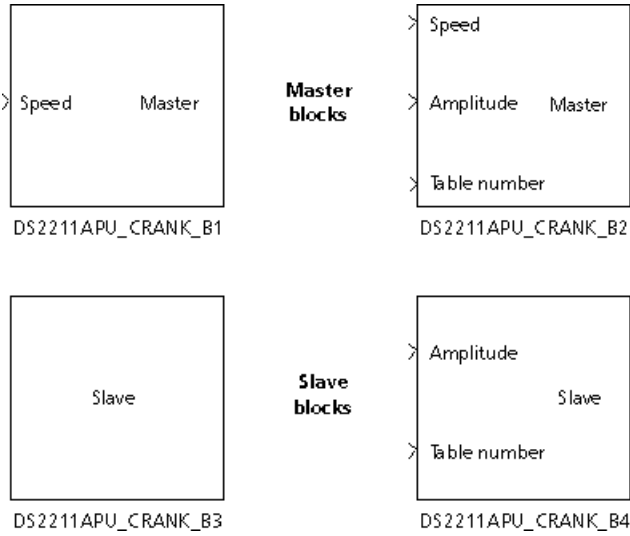 Speed
Master
DS2211APU_CRANK_B1
Master
blocks
Speed
Amplitude
Master
Table number
DS2211APU_CRANK_B2
Slave
DS2211APU_CRANK_B3
Slave
blocks
Amplitude
Slave
Table number
DS2211APU_CRANK_B4